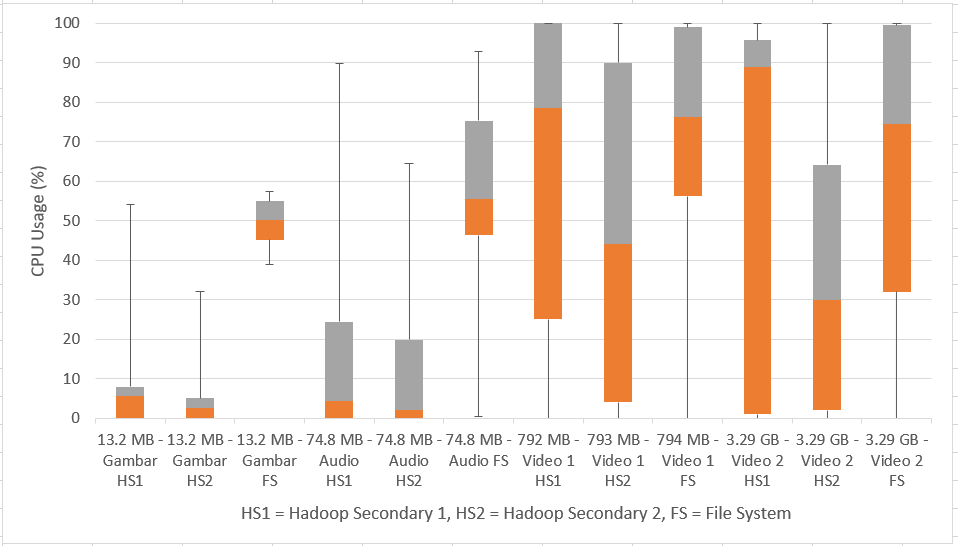 CPU Usage (%)
100
90
80
70
60
50
40
30
20
10
0
13.2 MB - Gambar HS1
13.2 MB - Gambar HS2
13.2 MB - Gambar FS
74.8 MB - Audio HS1
74.8 MB - Audio HS2
74.8 MB - Audio FS
792 MB - Video 1 HS1
793 MB - Video 1 HS2
794 MB - Video 1 FS
3.29 GB - Video 2 HS1
3.29 GB - Video 2 HS2
3.29 GB - Video 2 FS
HS1 = Hadoop Secondary 1, HS2 = Hadoop Secondary 2, FS = File System